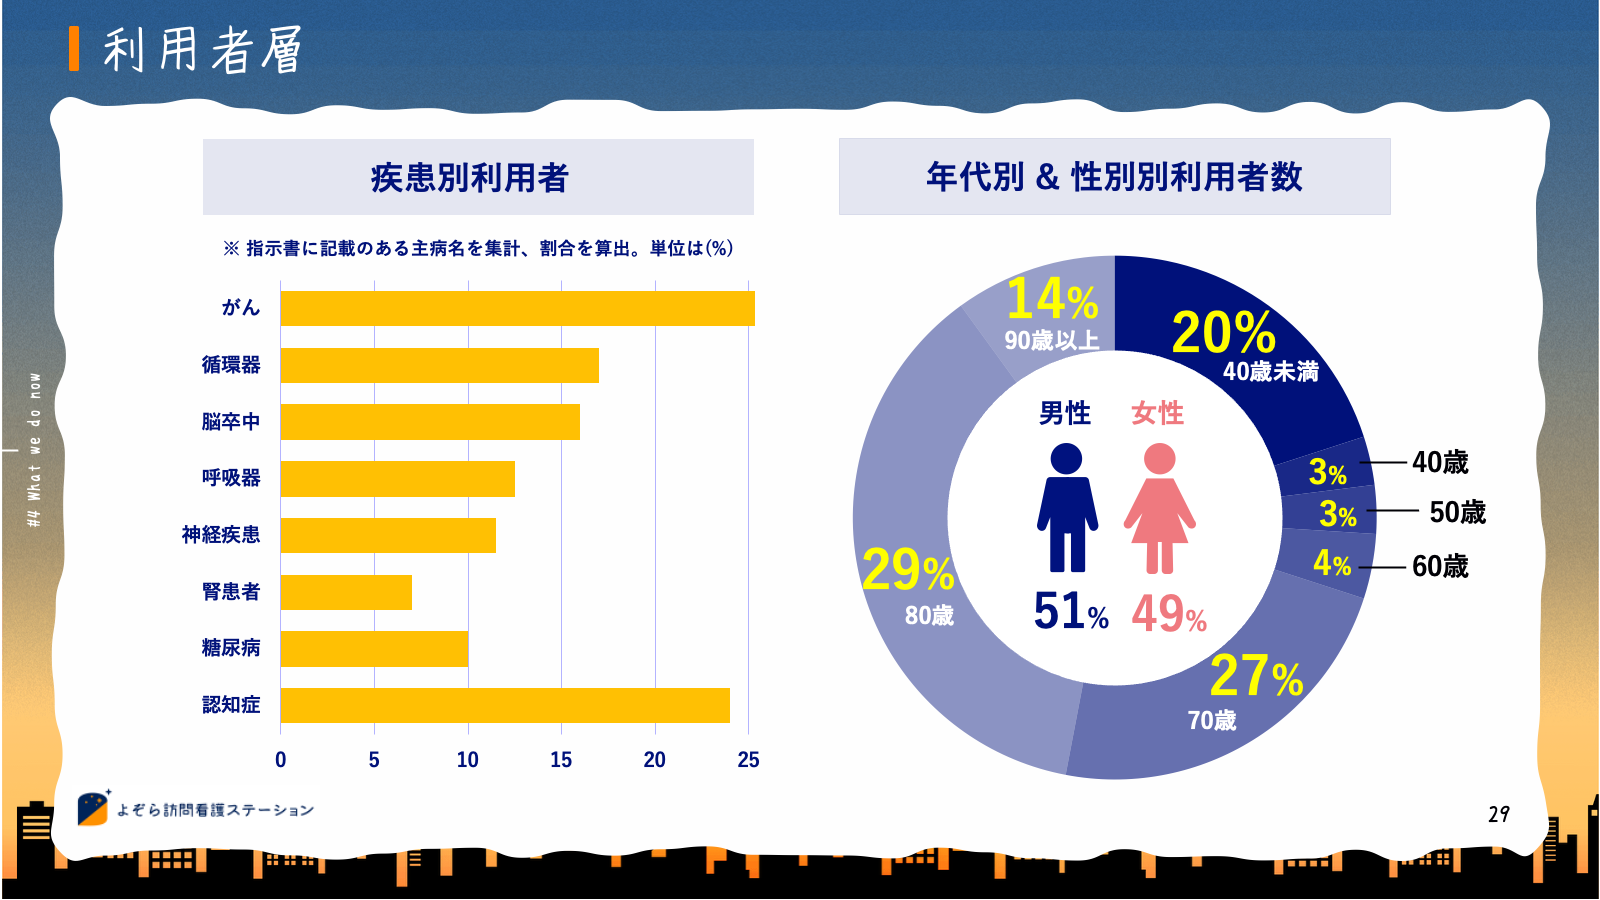 利用者層
疾患別利用者
※ 指示書に記載のある主病名を集計、割合を算出。単位は(%)
がん
循環器
脳卒中
呼吸器
神経疾患
腎患者
糖尿病
認知症
0 5 10 15 20 25
年代別 & 性別別利用者数
14%
90歳以上
20%
40歳未満
3%
40歳
3%
50歳
4%
60歳
27%
70歳
29%
80歳
男性 女性
51% 49%
#4 What we do now
よぞら訪問看護ステーション
29